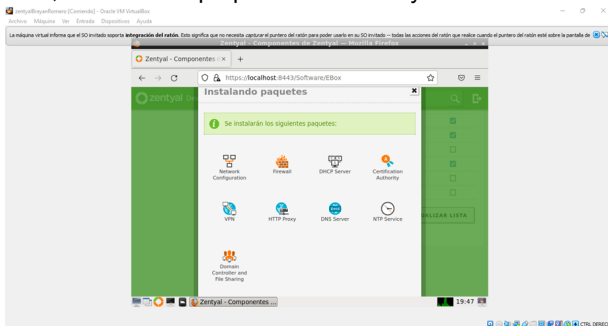 zentyalBreyanRomero [Corriendo] - Oracle VM VirtualBox
Archivo Máquina Ver Entrada Dispositivos Ayuda
La máquina virtual informa que el SO invitado soporta integración del ratón. Esto significa que no necesita capturar el puntero del ratón para poder usarlo en su SO invitado — todas las acciones del ratón que realice cuando el puntero del ratón esté sobre la pantalla de
Zentyal - Componentes de Zentyal — Mozilla Firefox
Zentyal - Componentes
https://localhost:8443/Software/EBox
zentyal
Instalando paquetes
Se instalarán los siguientes paquetes:
Network Configuration
Firewall
DHCP Server
Certification Authority
VPN
HTTP Proxy
DNS Server
NTP Service
ALIZAR LISTA
Domain Controller and File Sharing
Zentyal - Componentes ...
19:47
CTRL DERECHO